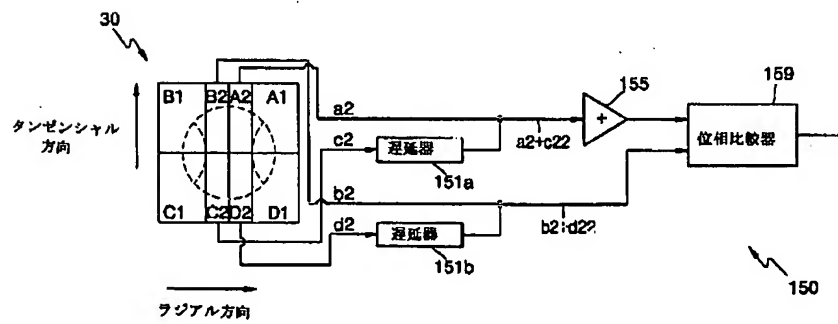 30
タンゼンシャル
方向
B1 B2 A2 A1
C1 C2 D2 D1
ラジアル方向
a2
c2
遅延器
151a
b2
d2
遅延器
151b
a2+c22
b2+d22
155
+
159
位相比較器
150